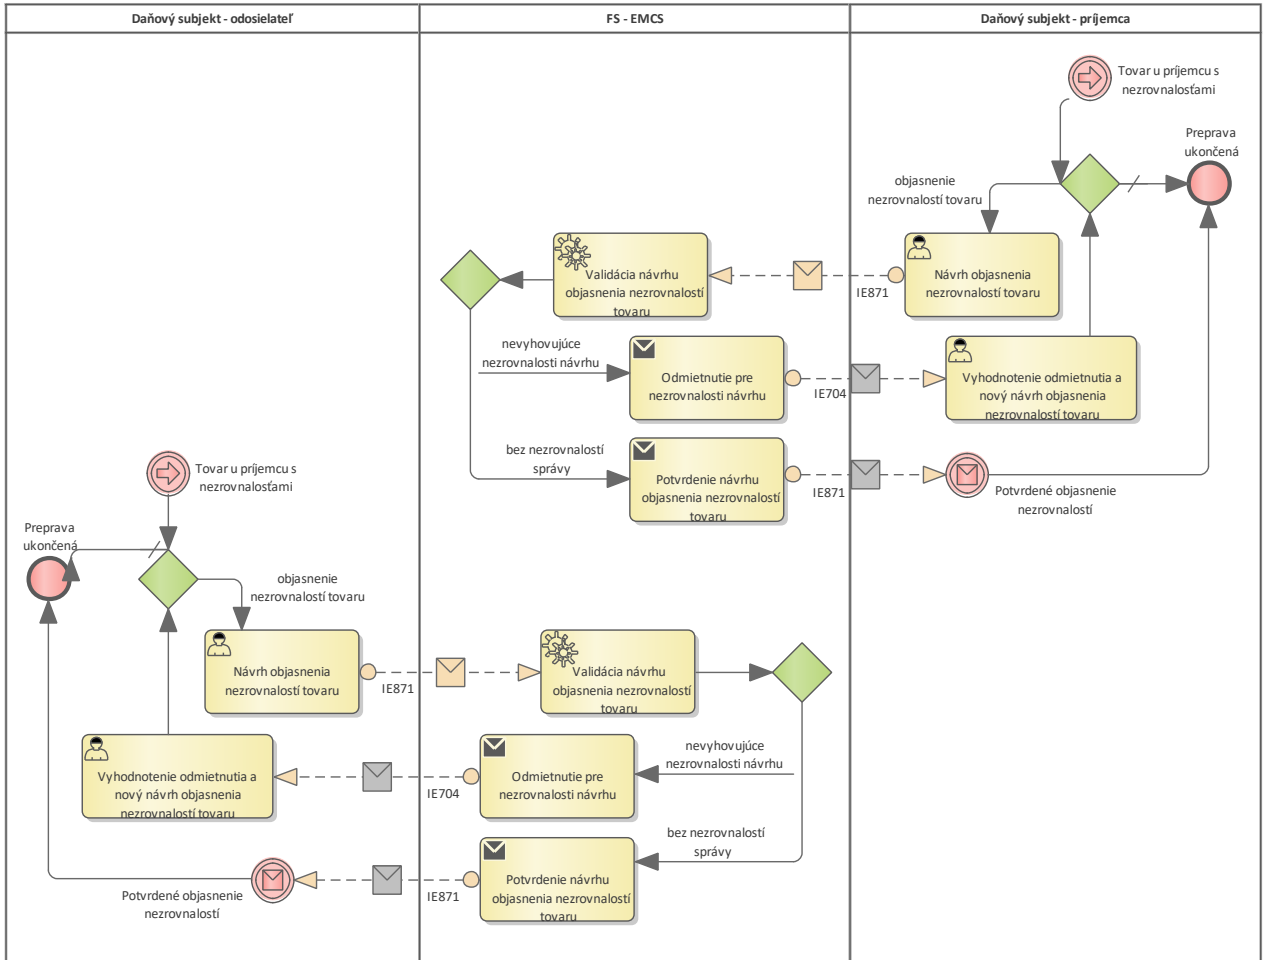 Daňový subjekt - odosielateľ
FS - EMCS
Daňový subjekt - príjemca
Tovar u príjemcu s
nezrovnalosťami
Preprava
ukončená
objasnenie
nezrovnalostí tovaru
Validácia návrhu
objasnenia nezrovnalostí
tovaru
IE871
Návrh objasnenia
nezrovnalostí tovaru
nevyhovujúce
nezrovnalosti návrhu
Odmietnutie pre
nezrovnalosti návrhu
IE704
Vyhodnotenie odmietnutia a
nový návrh objasnenia
nezrovnalostí tovaru
bez nezrovnalostí
správy
Potvrdenie návrhu
objasnenia nezrovnalostí
tovaru
IE871
Potvrdené objasnenie
nezrovnalostí
Tovar u príjemcu s
nezrovnalosťami
Preprava
ukončená
objasnenie
nezrovnalostí tovaru
Návrh objasnenia
nezrovnalostí tovaru
IE871
Validácia návrhu
objasnenia nezrovnalostí
tovaru
Vyhodnotenie odmietnutia a
nový návrh objasnenia
nezrovnalostí tovaru
IE704
Odmietnutie pre
nezrovnalosti návrhu
nevyhovujúce
nezrovnalosti návrhu
bez nezrovnalostí
správy
Potvrdené objasnenie
nezrovnalostí
IE871
Potvrdenie návrhu
objasnenia nezrovnalostí
tovaru